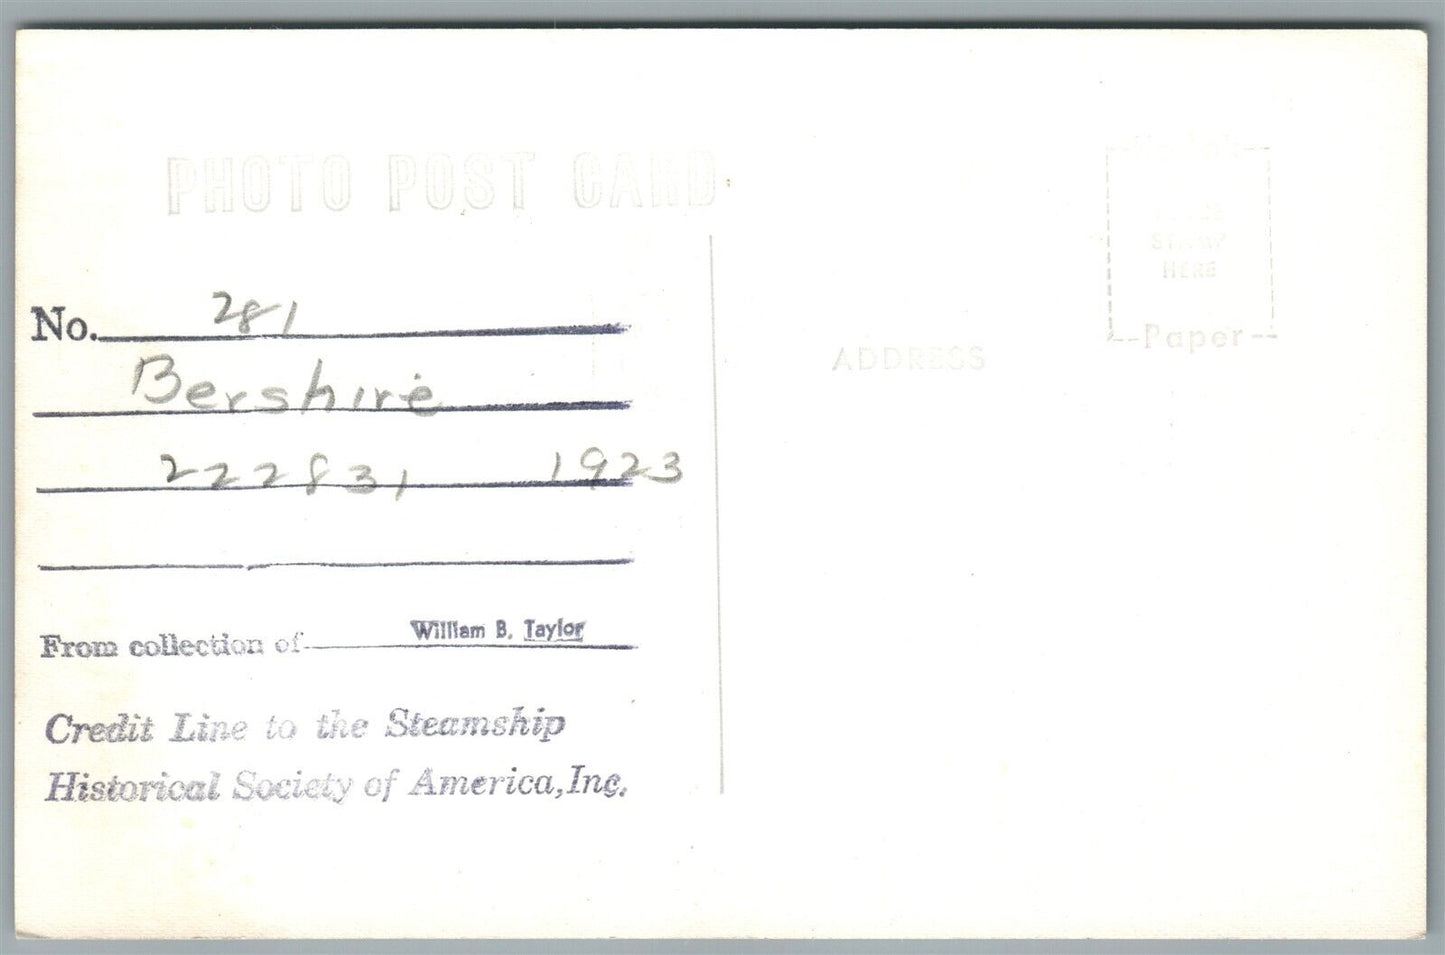 PHOTO POST CARD
STAMP
HERE
--Paper--
ADDRESS
No. 281
Bershire
222831 1923
From collection of William B. Taylor
Credit Line to the Steamship
Historical Society of America, Inc.